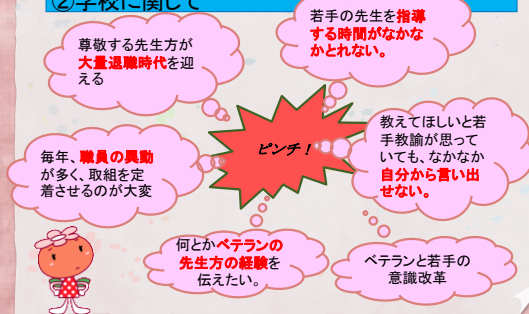 ②学校に関して
尊敬する先生方が
大量退職時代を迎
える
若手の先生を指導
する時間がなかな
かとれない。
ピンチ！
毎年、職員の異動
が多く、取組を定
着させるのが大変
教えてほしいと若
手教諭が思って
いても、なかなか
自分から言い出
せない。
何とかベテランの
先生方の経験を
伝えたい。
ベテランと若手の
意識改革